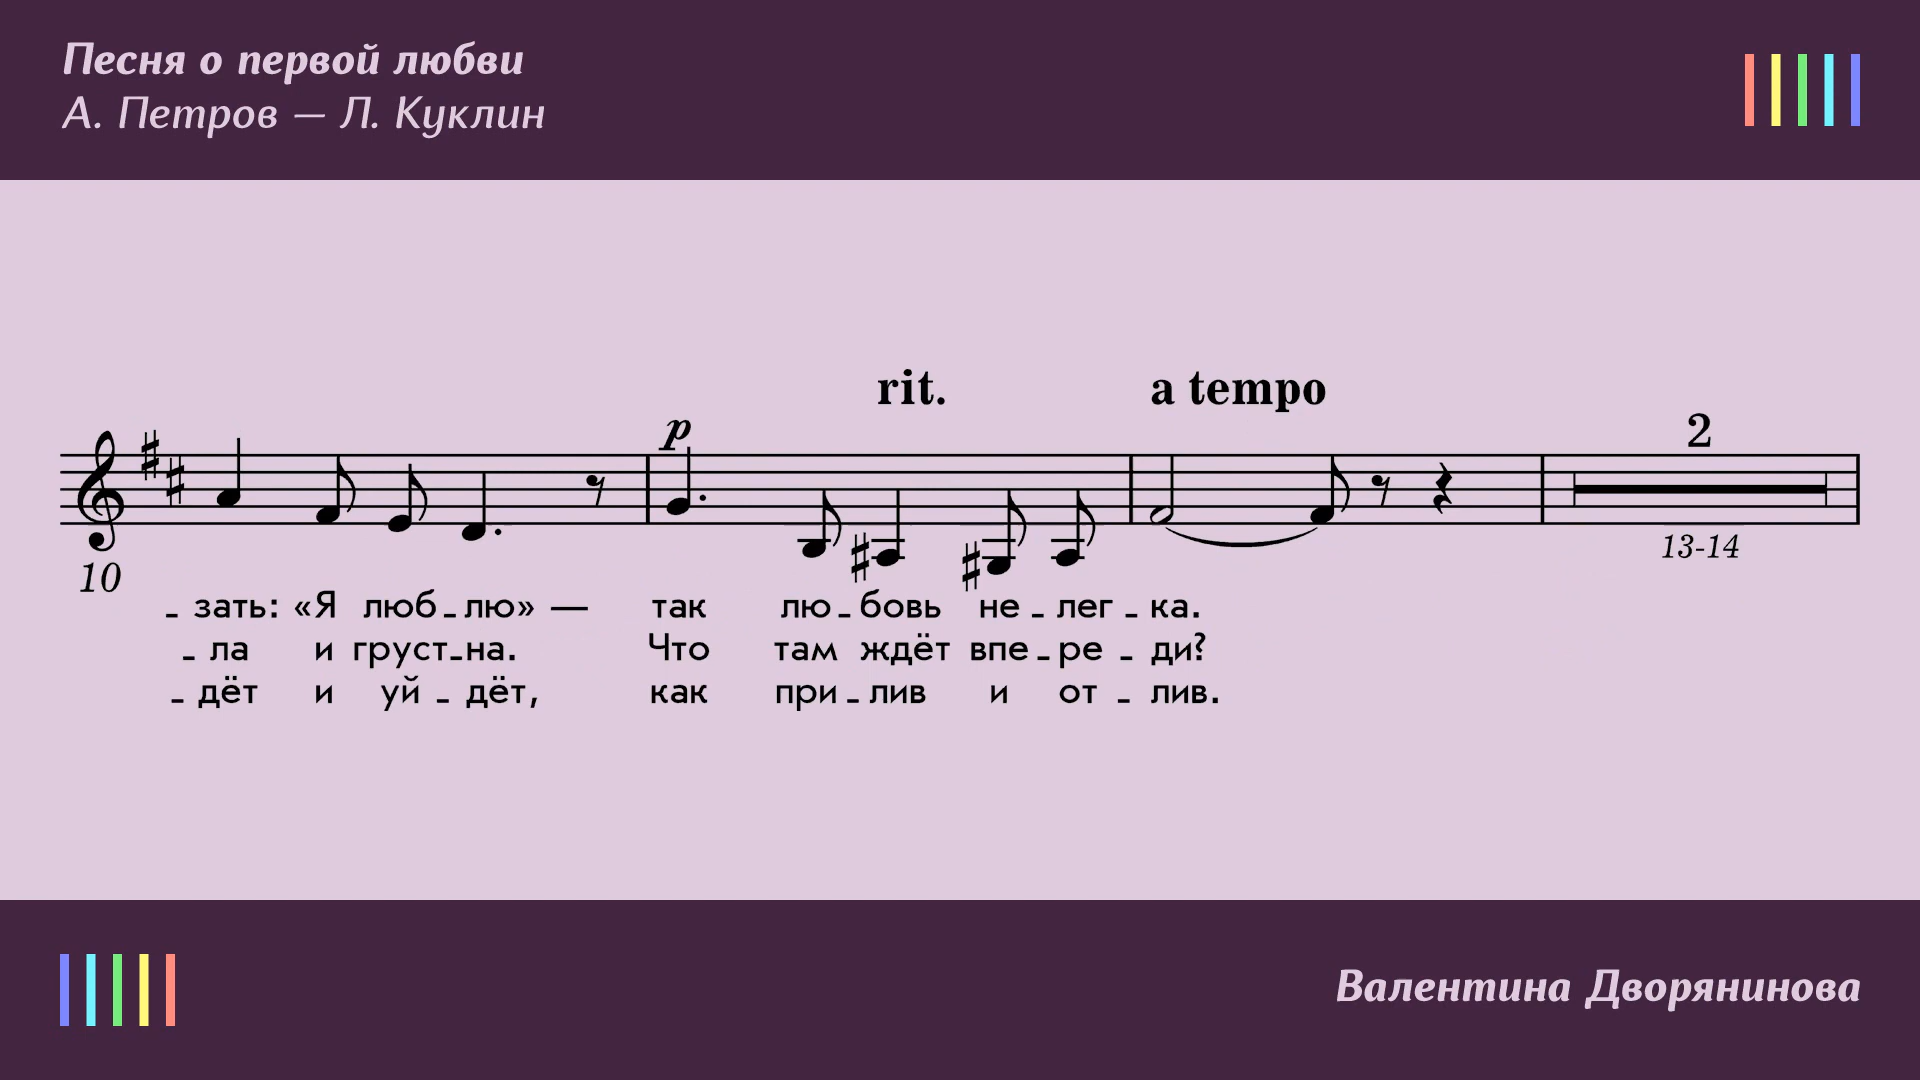 Песня о первой любви
А. Петров — Л. Куклин
rit. a tempo
p 2
10 13-14
- зать: «Я люб - лю» — так лю - бовь не - лег - ка.
- ла и груст - на. Что там ждёт впе - ре - ди?
- дёт и уй - дёт, как при - лив и от - лив.
Валентина Дворянинова